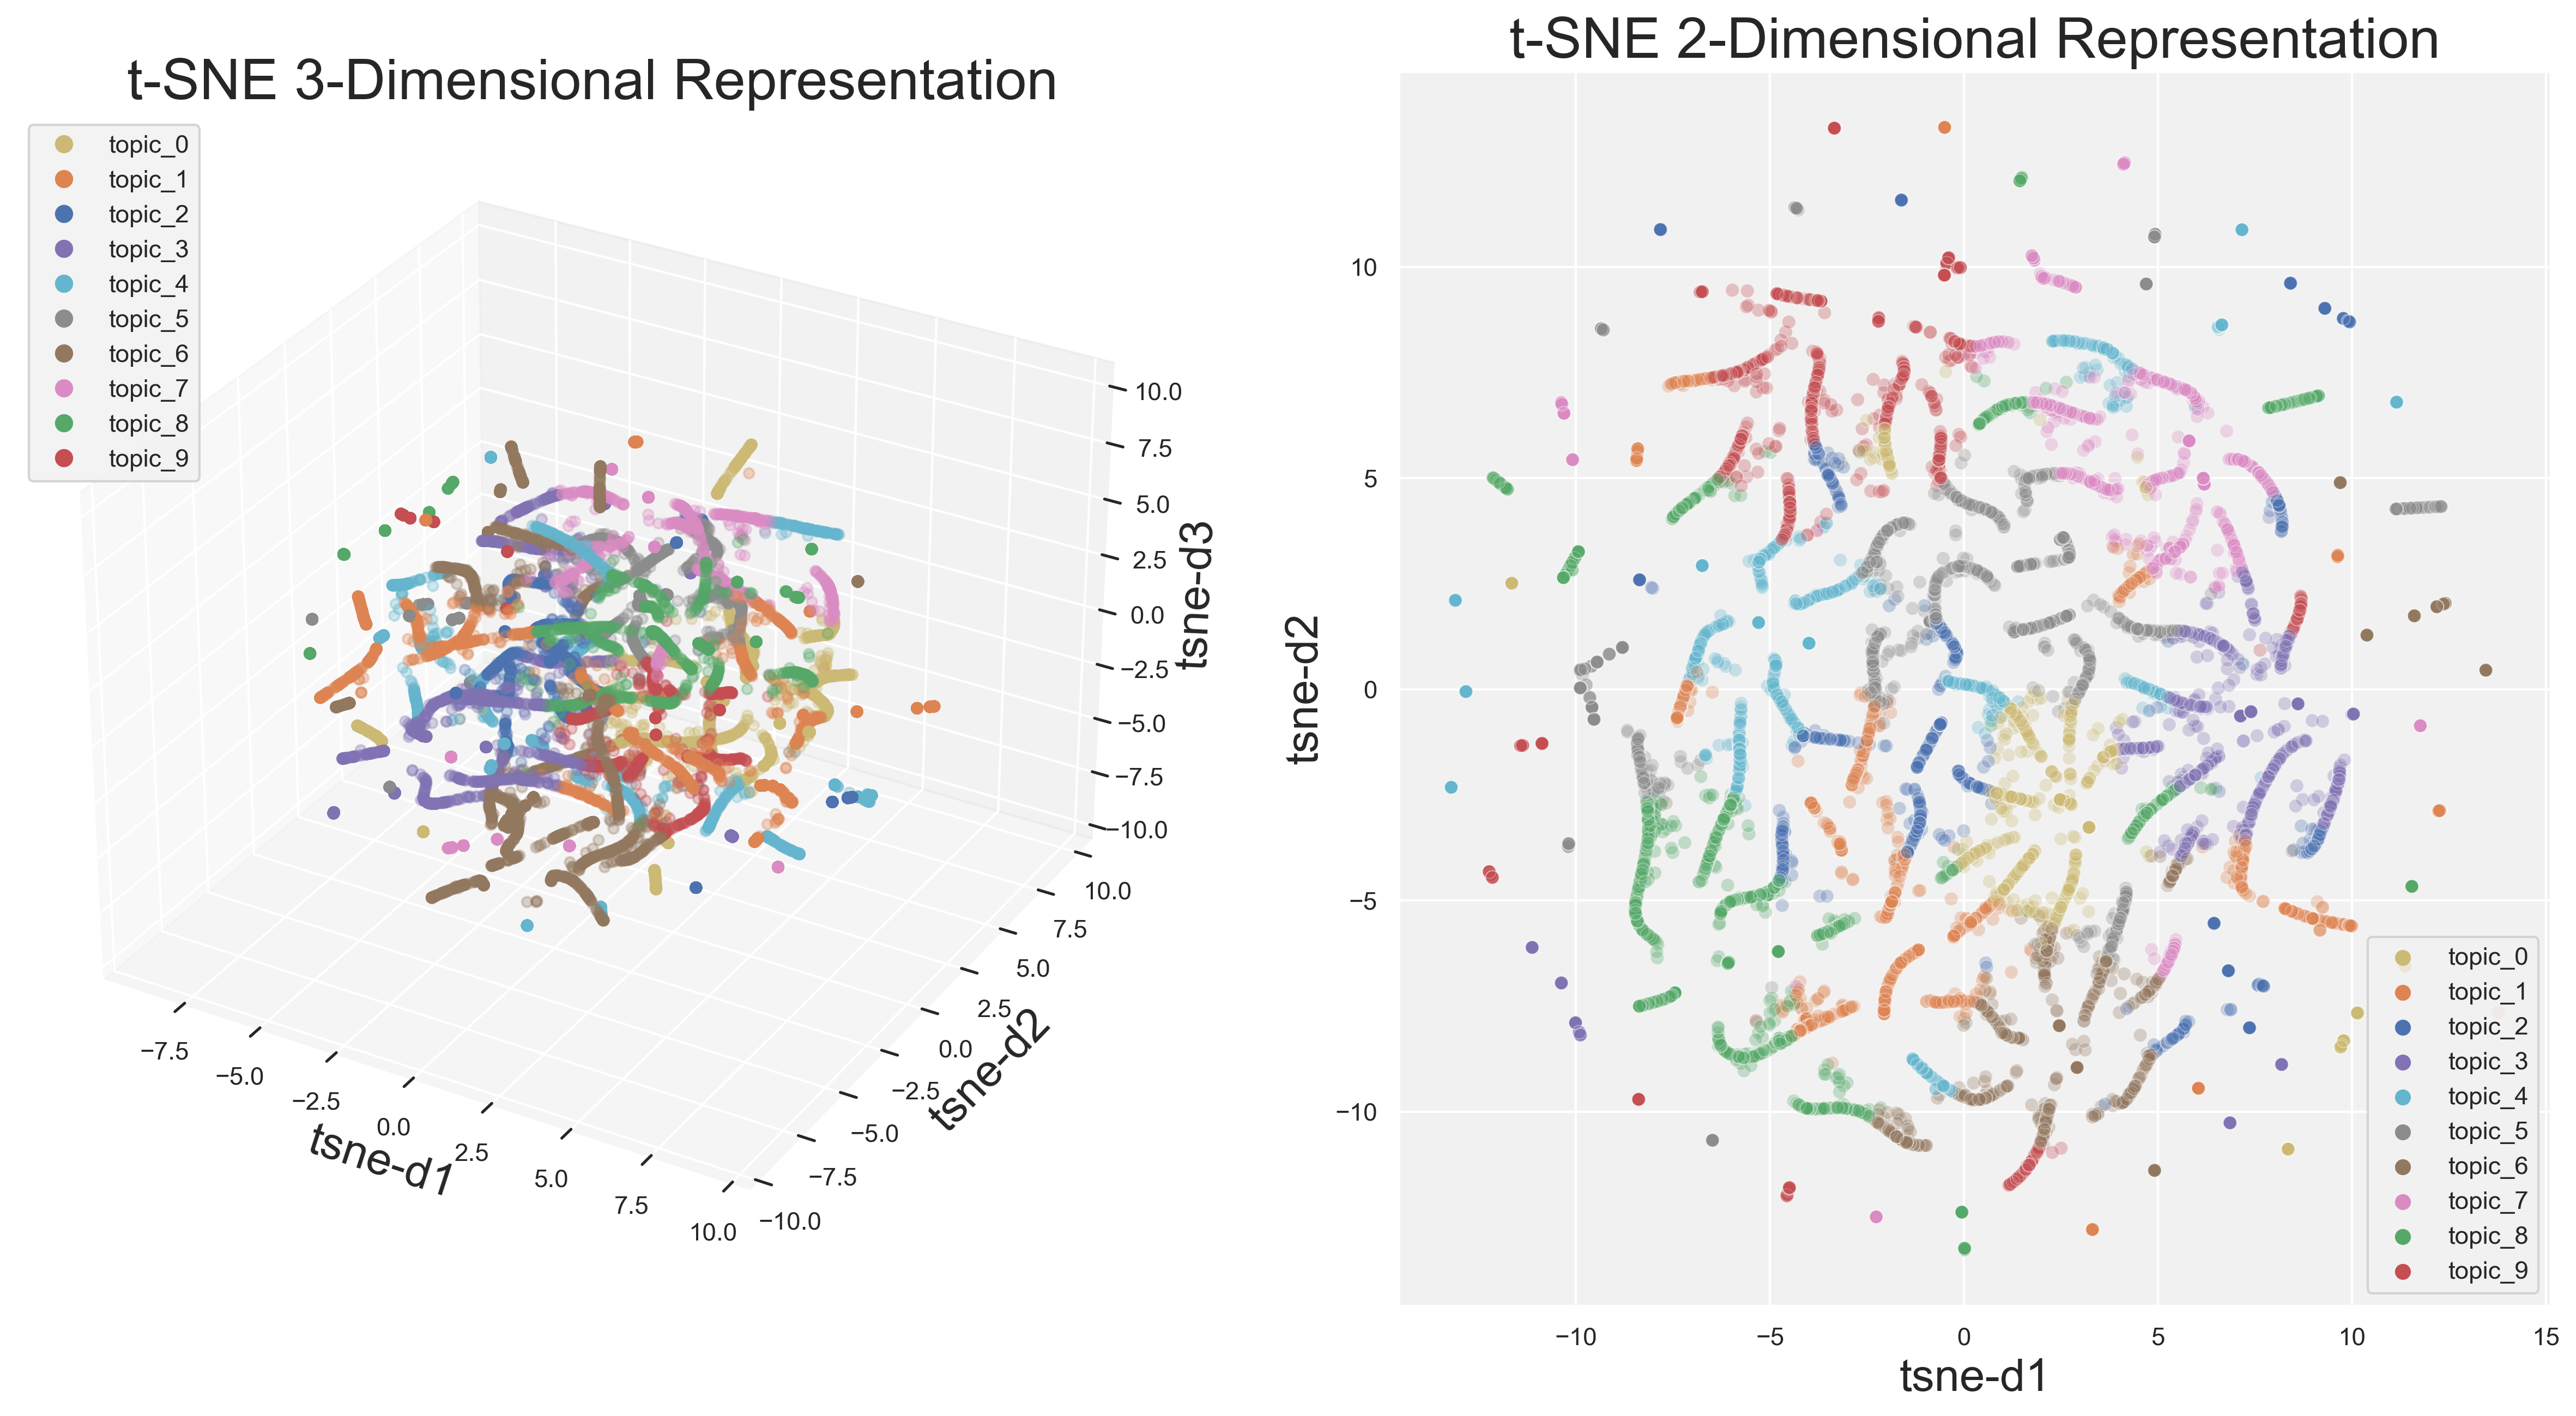 t-SNE 3-Dimensional Representation
topic_0
topic_1
topic_2
topic_3
topic_4
topic_5
topic_6
topic_7
topic_8
topic_9
10.0
7.5
5.0
2.5
0.0
−2.5
−5.0
−7.5
−10.0
tsne-d3
10.0
7.5
5.0
2.5
0.0
−2.5
−5.0
−7.5
−10.0
tsne-d2
−7.5
−5.0
−2.5
0.0
2.5
5.0
7.5
10.0
tsne-d1
t-SNE 2-Dimensional Representation
10
5
0
−5
−10
tsne-d2
topic_0
topic_1
topic_2
topic_3
topic_4
topic_5
topic_6
topic_7
topic_8
topic_9
−10
−5
0
5
10
15
tsne-d1